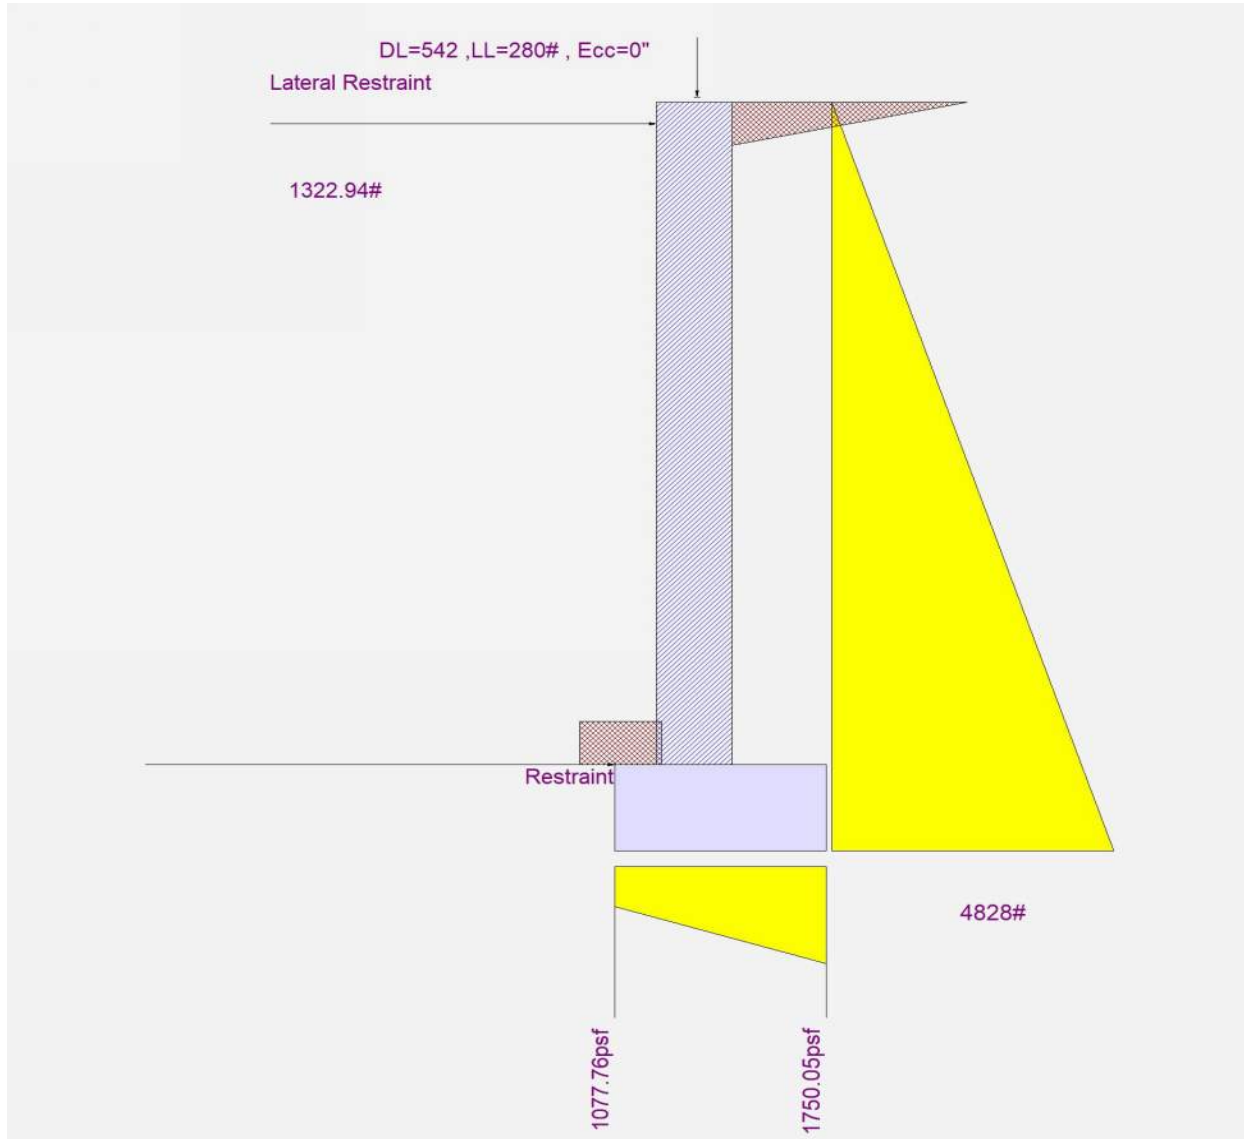 DL=542 ,LL=280# , Ecc=0"
Lateral Restraint
1322.94#
Restraint
4828#
1077.76psf
1750.05psf